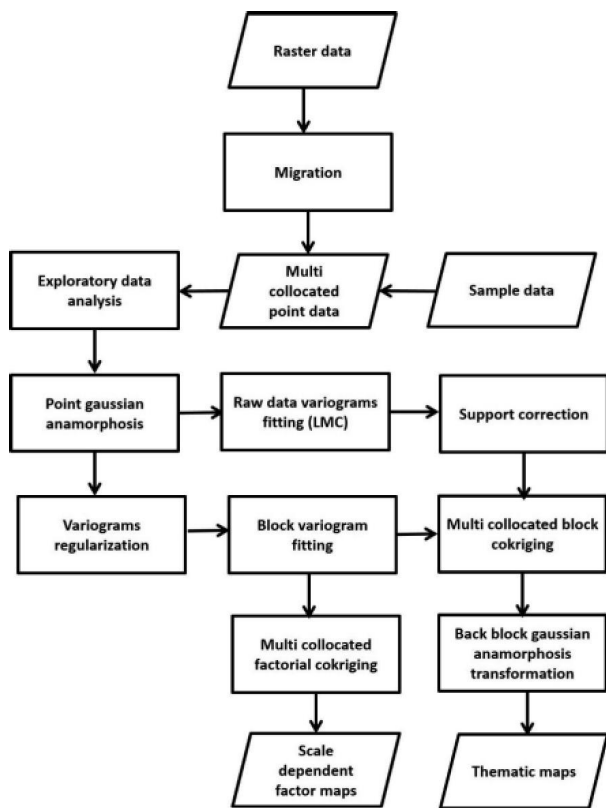 Raster data
Migration
Exploratory data
analysis
Multi
collocated
point data
Sample data
Point gaussian
anamorphosis
Raw data variograms
fitting (LMC)
Support correction
Variograms
regularization
Block variogram
fitting
Multi collocated block
cokriging
Multi collocated
factorial cokriging
Back block gaussian
anamorphosis
transformation
Scale
dependent
factor maps
Thematic maps